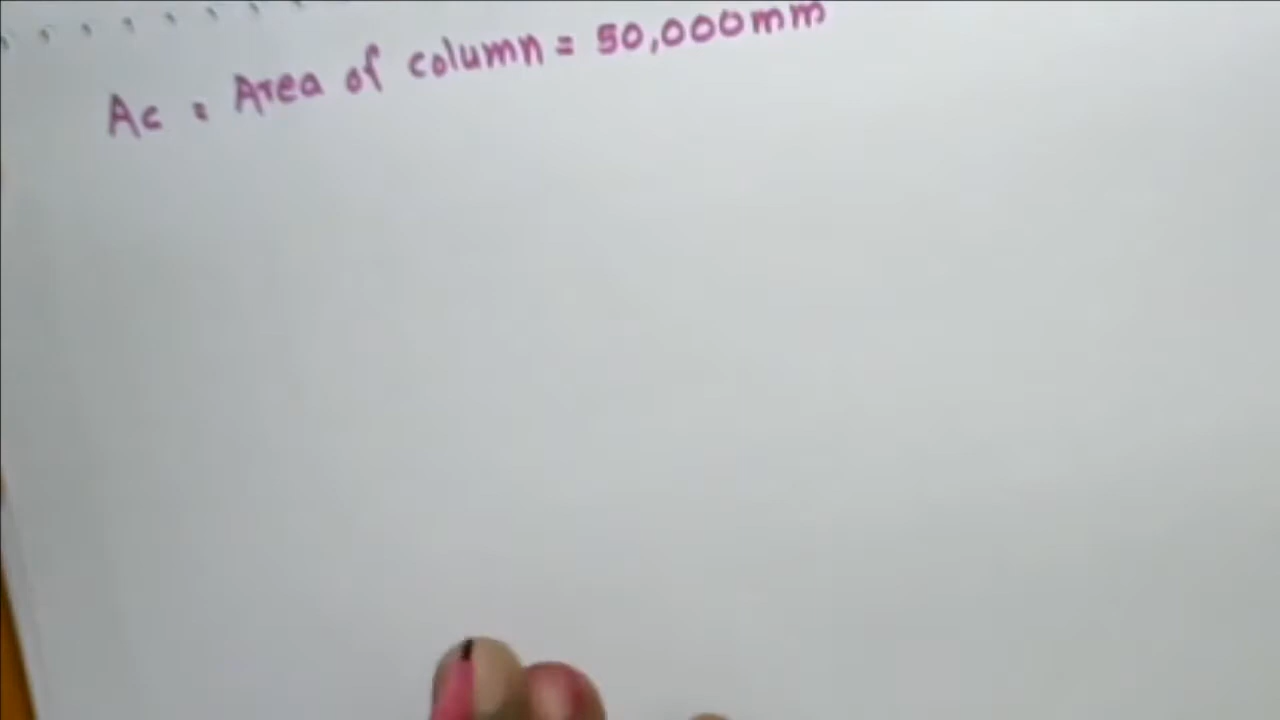 Ac = Area of column = 50,000mm